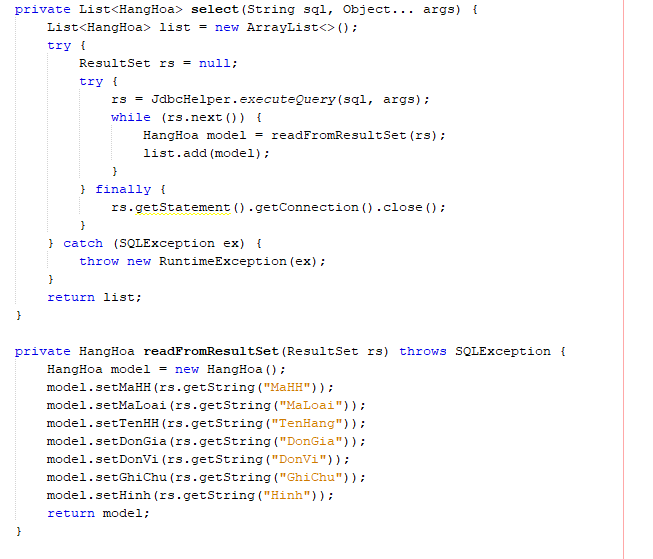 private List<HangHoa> select(String sql, Object... args) {
    List<HangHoa> list = new ArrayList<>();
    try {
        ResultSet rs = null;
        try {
            rs = JdbcHelper.executeQuery(sql, args);
            while (rs.next()) {
                HangHoa model = readFromResultSet(rs);
                list.add(model);
            }
        } finally {
            rs.getStatement().getConnection().close();
        }
    } catch (SQLException ex) {
        throw new RuntimeException(ex);
    }
    return list;
}
private HangHoa readFromResultSet(ResultSet rs) throws SQLException {
    HangHoa model = new HangHoa();
    model.setMaHH(rs.getString("MaHH"));
    model.setMaLoai(rs.getString("MaLoai"));
    model.setTenHH(rs.getString("TenHang"));
    model.setDonGia(rs.getString("DonGia"));
    model.setDonVi(rs.getString("DonVi"));
    model.setGhiChu(rs.getString("GhiChu"));
    model.setHinh(rs.getString("Hinh"));
    return model;
}